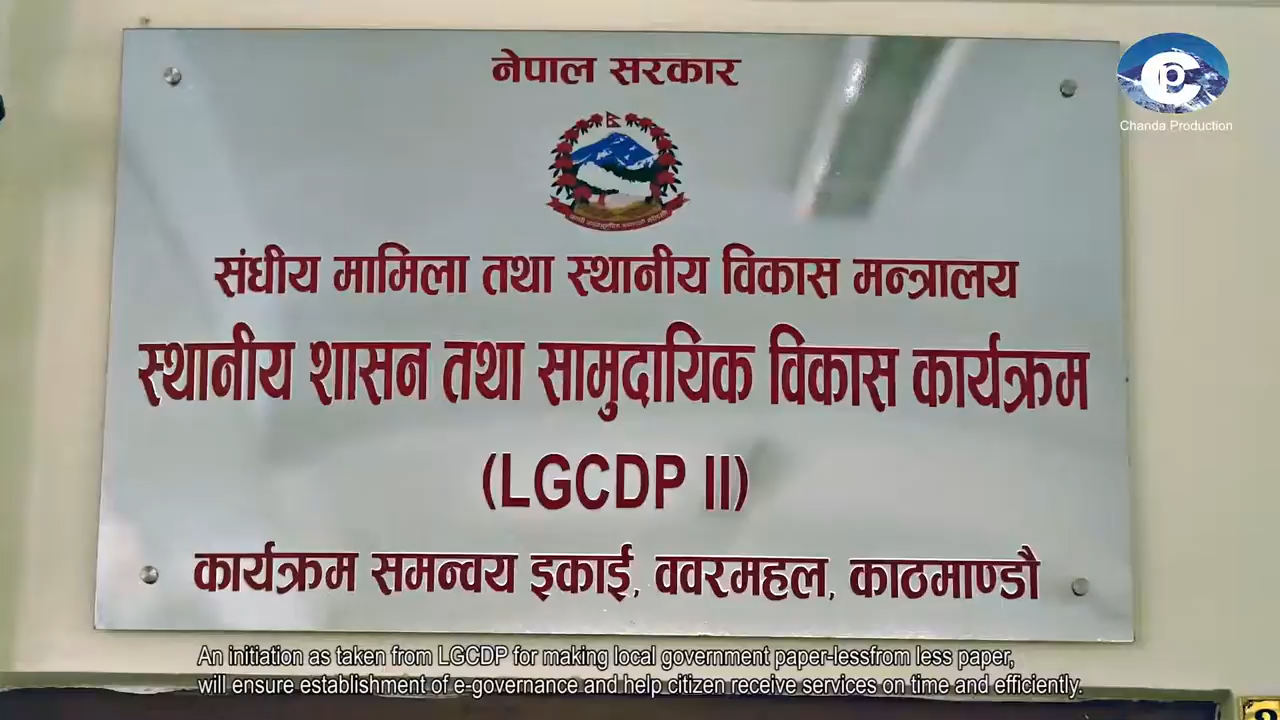 नेपाल सरकार
संघीय मामिला तथा स्थानीय विकास मन्त्रालय
स्थानीय शासन तथा सामुदायिक विकास कार्यक्रम
(LGCDP II)
कार्यक्रम समन्वय इकाई, ववरमहल, काठमाण्डौ
CP
Chanda Production
An initiation as taken from LGCDP for making local government paper-lessfrom less paper,
will ensure establishment of e-governance and help citizen receive services on time and efficiently.